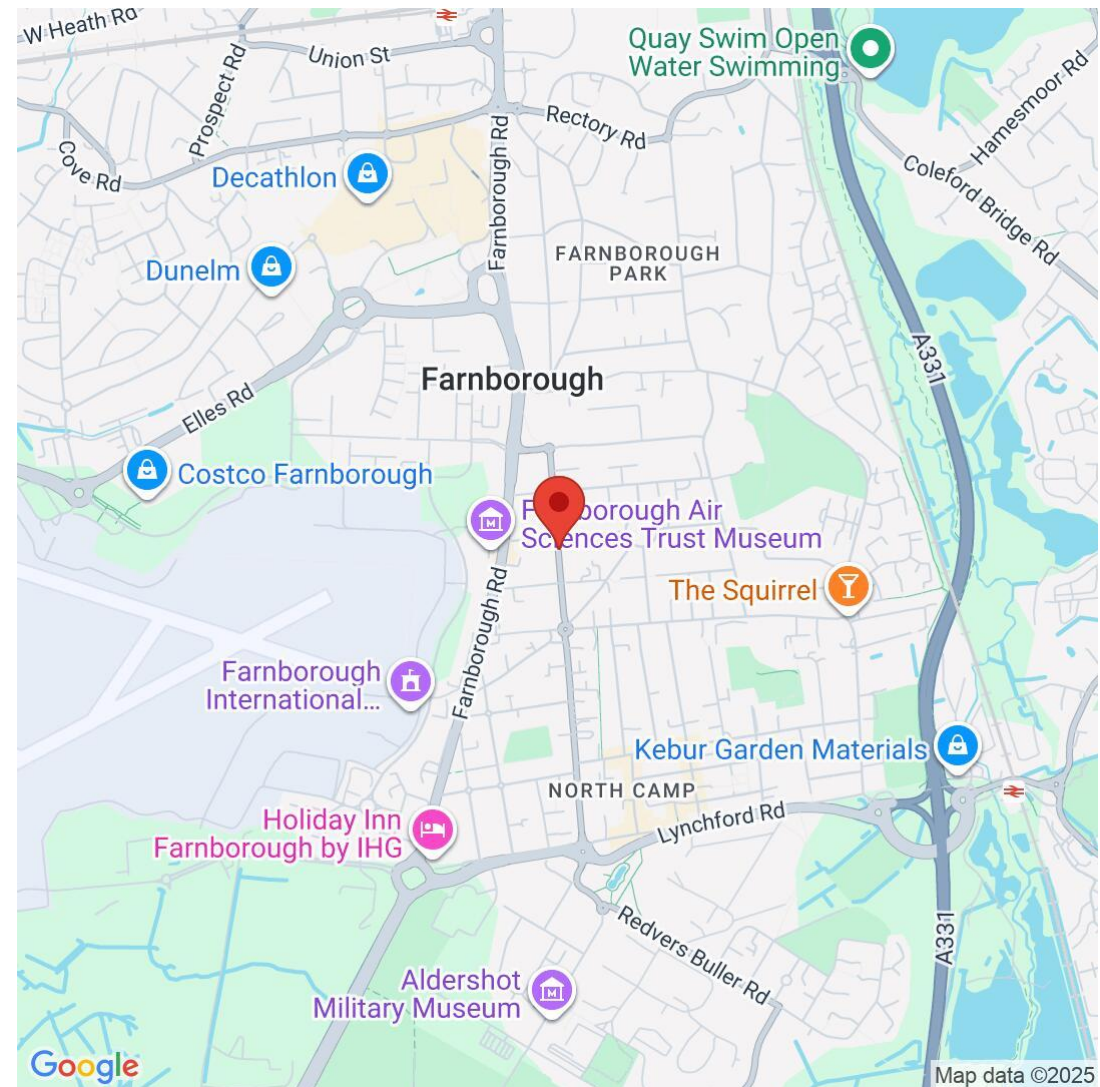 W Heath Rd
Union St
Prospect Rd
Cove Rd
Quay Swim Open
Water Swimming
Hamesmoor Rd
Rectory Rd
Farnborough Rd
Coleford Bridge Rd
Decathlon
Dunelm
FARNBOROUGH
PARK
A331
Farnborough
Elles Rd
Costco Farnborough
F borough Air
Sciences Trust Museum
The Squirrel
Farnborough Rd
Farnborough
International...
Kebur Garden Materials
NORTH CAMP
Lynchford Rd
Holiday Inn
Farnborough by IHG
Redvers Buller Rd
A331
Aldershot
Military Museum
Google
Map data ©2025